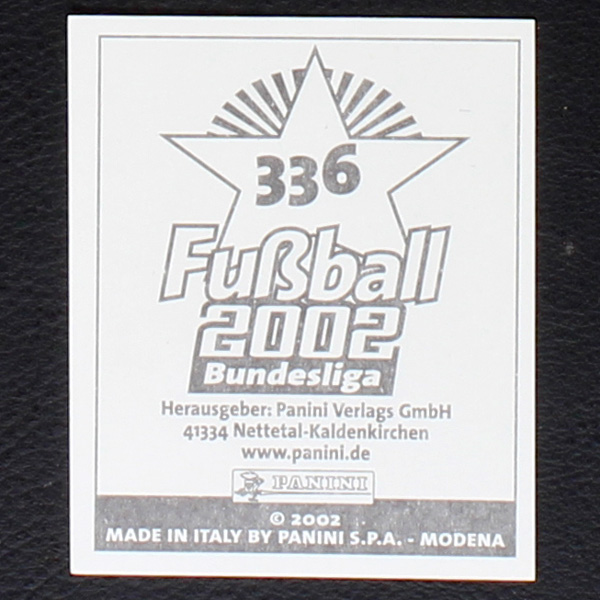 336
Fußball
2002
Bundesliga
Herausgeber: Panini Verlags GmbH
41334 Nettetal-Kaldenkirchen
www.panini.de
PANINI
© 2002
MADE IN ITALY BY PANINI S.P.A. - MODENA